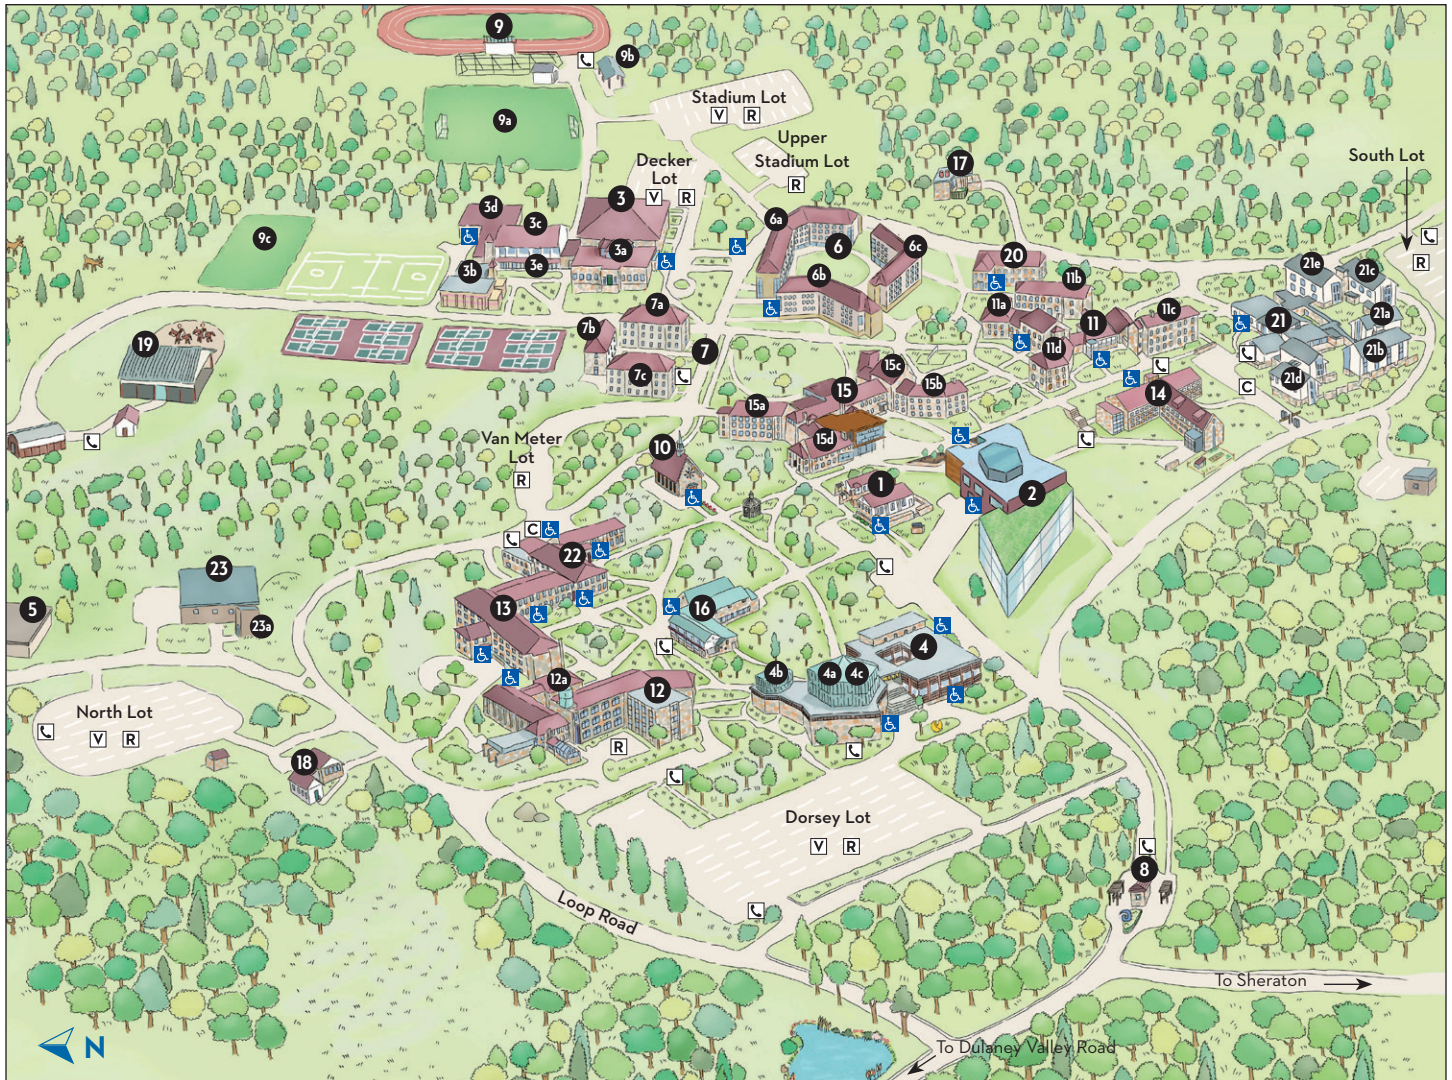 9
9b
Stadium Lot
V R
9a
Upper
Stadium Lot
R
Decker
Lot
V R
17
South Lot
R
3
3d
3c
3a
3e
3b
9c
6a
6
6c
6b
20
11b
11a
11
11c
11d
21e
21c
21
21a
21b
21d
C
7a
7b
7
7c
19
15c
15
15b
15a
15d
14
Van Meter
Lot
R
10
1
2
C
22
23
23a
5
13
16
4
4b
4a
4c
12a
12
R
North Lot
V R
18
Dorsey Lot
V R
8
Loop Road
To Sheraton
N
To Dulaney Valley Road